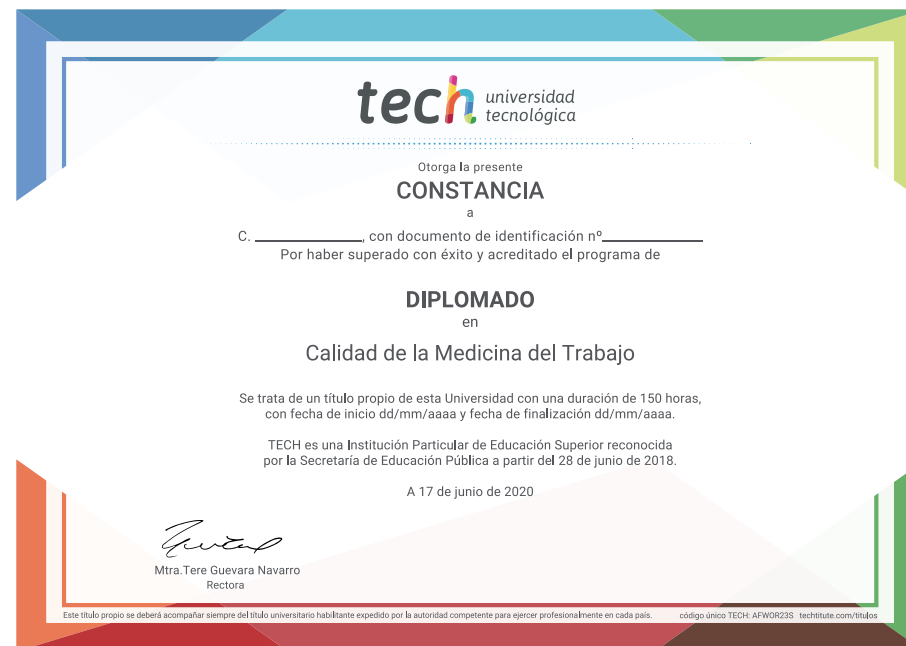 tech universidad
tecnológica
Otorga la presente
CONSTANCIA
a
C. ______________, con documento de identificación nº_____________
Por haber superado con éxito y acreditado el programa de
DIPLOMADO
en
Calidad de la Medicina del Trabajo
Se trata de un título propio de esta Universidad con una duración de 150 horas,
con fecha de inicio dd/mm/aaaa y fecha de finalización dd/mm/aaaa.
TECH es una Institución Particular de Educación Superior reconocida
por la Secretaría de Educación Pública a partir del 28 de junio de 2018.
A 17 de junio de 2020
Mtra.Tere Guevara Navarro
Rectora
Este título propio se deberá acompañar siempre del título universitario habilitante expedido por la autoridad competente para ejercer profesionalmente en cada país. código único TECH: AFWOR23S techtitute.com/titulos